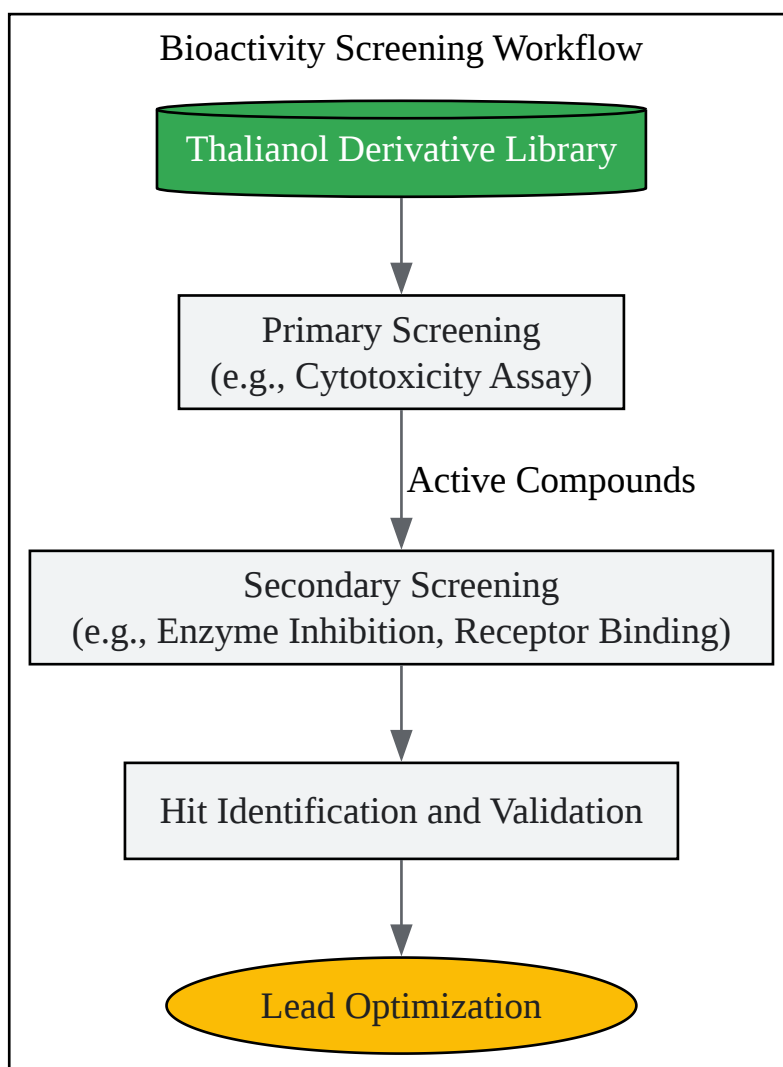 Bioactivity Screening Workflow
Thalianol Derivative Library
Primary Screening
(e.g., Cytotoxicity Assay)
Active Compounds
Secondary Screening
(e.g., Enzyme Inhibition, Receptor Binding)
Hit Identification and Validation
Lead Optimization